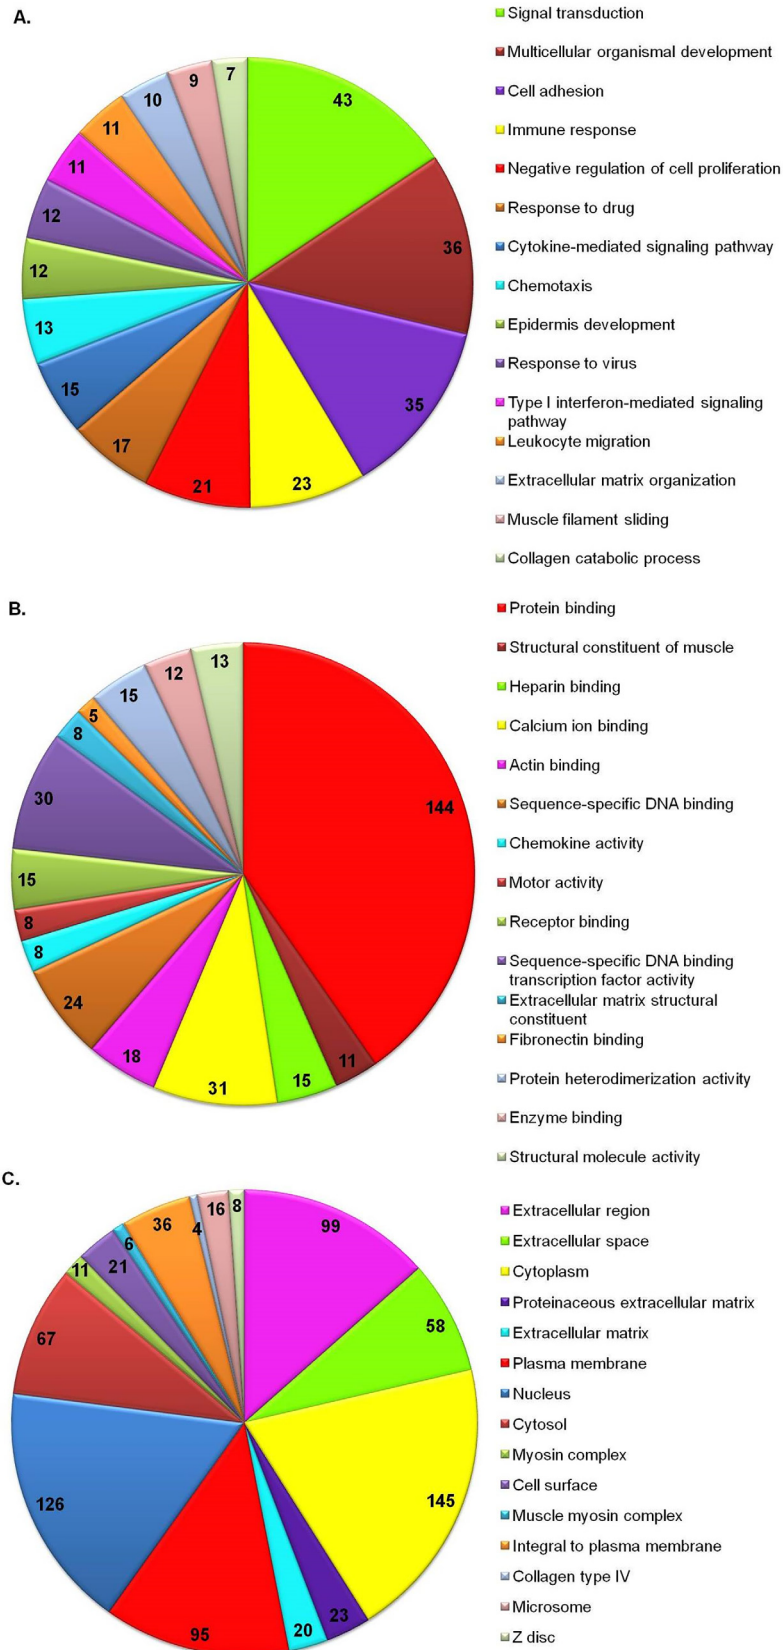 A.
43
36
35
23
21
17
15
13
12
12
11
11
10
9
7
Signal transduction
Multicellular organismal development
Cell adhesion
Immune response
Negative regulation of cell proliferation
Response to drug
Cytokine-mediated signaling pathway
Chemotaxis
Epidermis development
Response to virus
Type I interferon-mediated signaling
pathway
Leukocyte migration
Extracellular matrix organization
Muscle filament sliding
Collagen catabolic process
B.
144
11
15
31
18
24
8
8
15
30
8
5
15
12
13
Protein binding
Structural constituent of muscle
Heparin binding
Calcium ion binding
Actin binding
Sequence-specific DNA binding
Chemokine activity
Motor activity
Receptor binding
Sequence-specific DNA binding
transcription factor activity
Extracellular matrix structural
constituent
Fibronectin binding
Protein heterodimerization activity
Enzyme binding
Structural molecule activity
C.
99
58
145
23
20
95
126
67
11
21
6
36
4
16
8
Extracellular region
Extracellular space
Cytoplasm
Proteinaceous extracellular matrix
Extracellular matrix
Plasma membrane
Nucleus
Cytosol
Myosin complex
Cell surface
Muscle myosin complex
Integral to plasma membrane
Collagen type IV
Microsome
Z disc